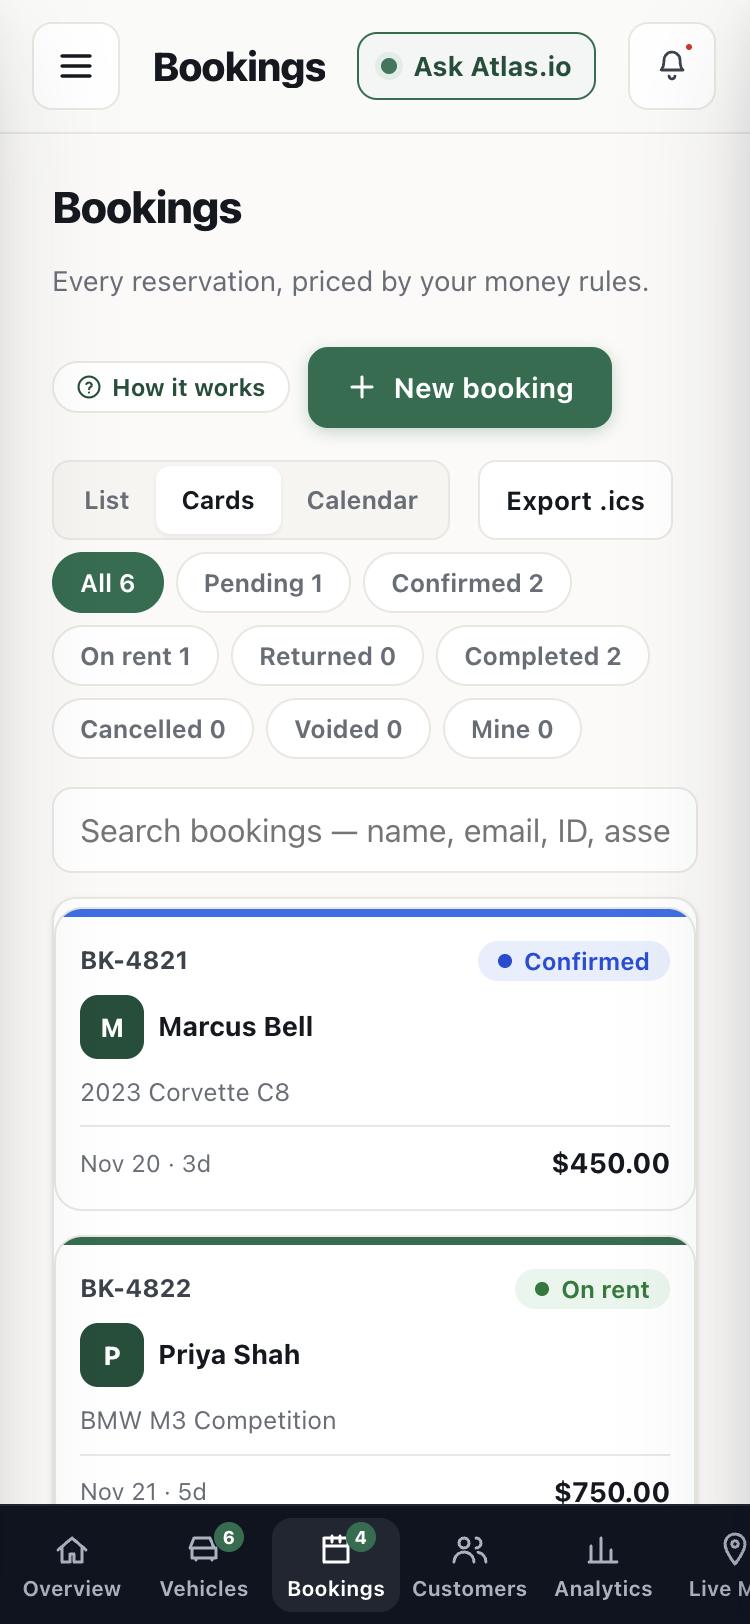 Bookings
Ask Atlas.io
Bookings
Every reservation, priced by your money rules.
How it works
+ New booking
List Cards Calendar Export .ics
All 6 Pending 1 Confirmed 2
On rent 1 Returned 0 Completed 2
Cancelled 0 Voided 0 Mine 0
Search bookings — name, email, ID, asse
BK-4821 Confirmed
M Marcus Bell
2023 Corvette C8
Nov 20 · 3d $450.00
BK-4822 On rent
P Priya Shah
BMW M3 Competition
Nov 21 · 5d $750.00
6 4
Overview Vehicles Bookings Customers Analytics Live M